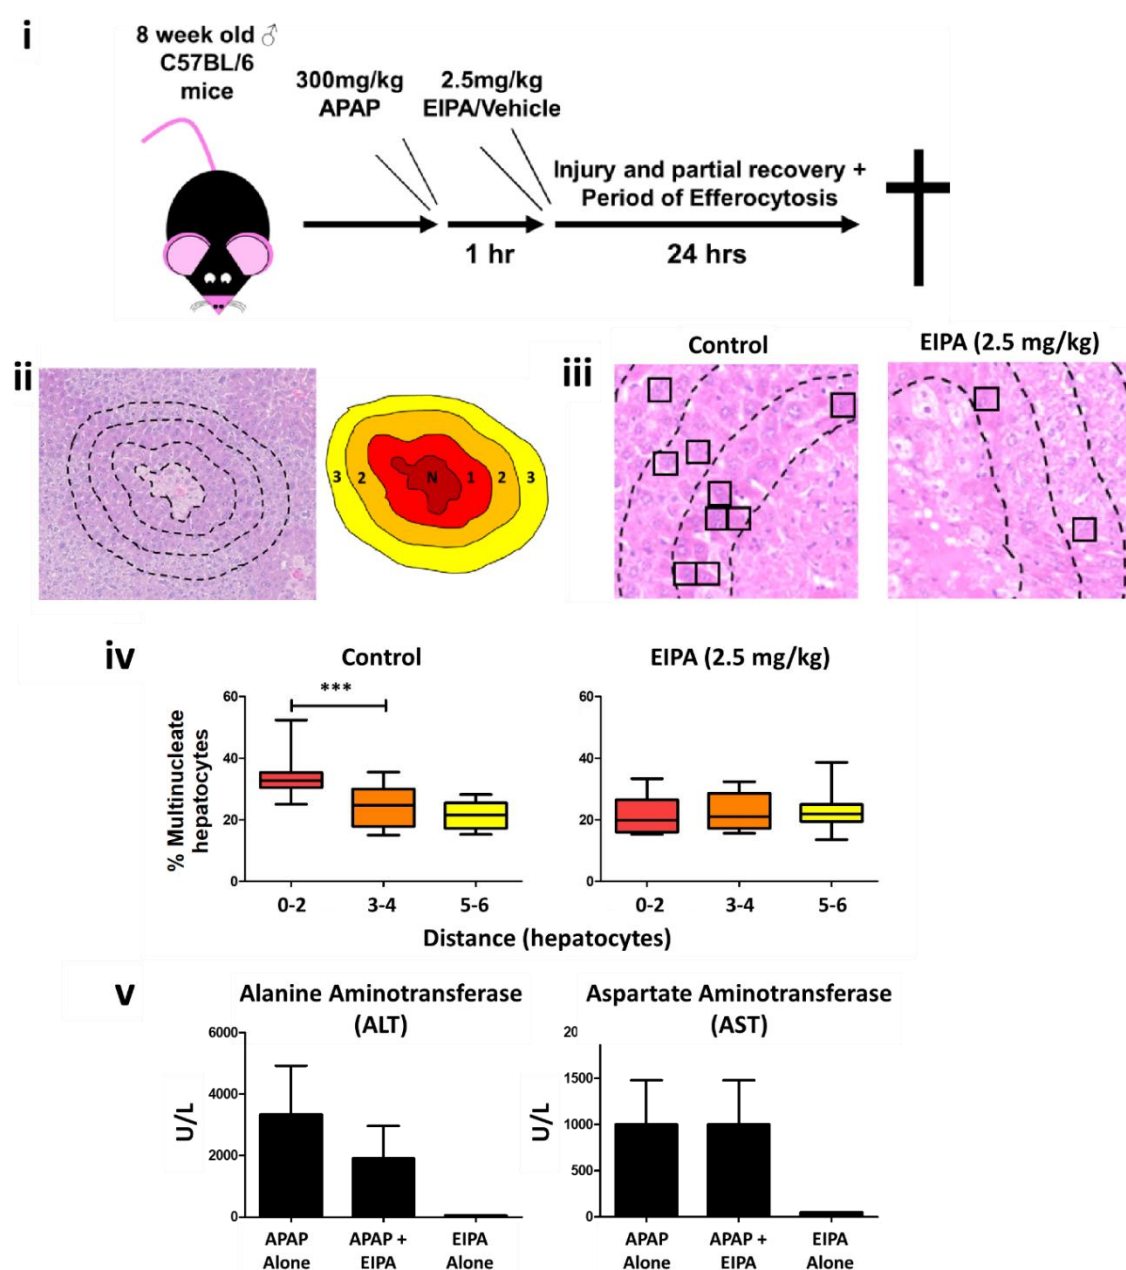 i
8 week old ♂
C57BL/6
mice
300mg/kg
APAP
2.5mg/kg
EIPA/Vehicle
Injury and partial recovery +
Period of Efferocytosis
1 hr
24 hrs
ii
3 2 N 1 2 3
iii
Control
EIPA (2.5 mg/kg)
iv
Control
EIPA (2.5 mg/kg)
% Multinucleate
hepatocytes
60
40
20
0
***
0-2 3-4 5-6
60
40
20
0
0-2 3-4 5-6
Distance (hepatocytes)
v
Alanine Aminotransferase
(ALT)
U/L
6000
4000
2000
0
APAP
Alone
APAP +
EIPA
EIPA
Alone
Aspartate Aminotransferase
(AST)
U/L
20
1500
1000
500
0
APAP
Alone
APAP +
EIPA
EIPA
Alone